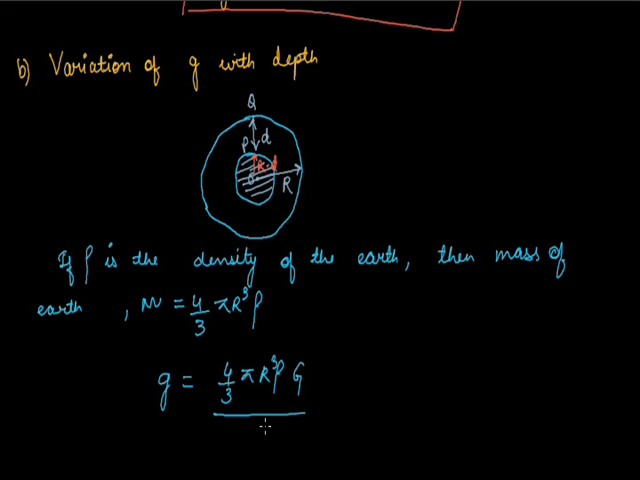 b) Variation of g with depth
Q
d
P
R-d
O
R
If ρ is the density of the earth, then mass of
earth, M = 4/3 πR³ρ
g = 4/3 πR³ρ G